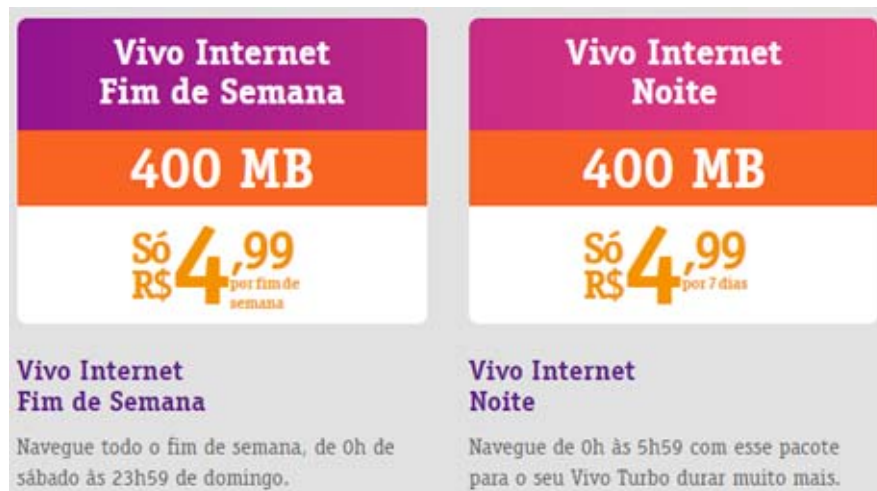 Vivo Internet
Fim de Semana
400 MB
Só
R$4,99
por fim de
semana
Vivo Internet
Fim de Semana
Navegue todo o fim de semana, de 0h de
sábado às 23h59 de domingo.
Vivo Internet
Noite
400 MB
Só
R$4,99
por 7 dias
Vivo Internet
Noite
Navegue de 0h às 5h59 com esse pacote
para o seu Vivo Turbo durar muito mais.